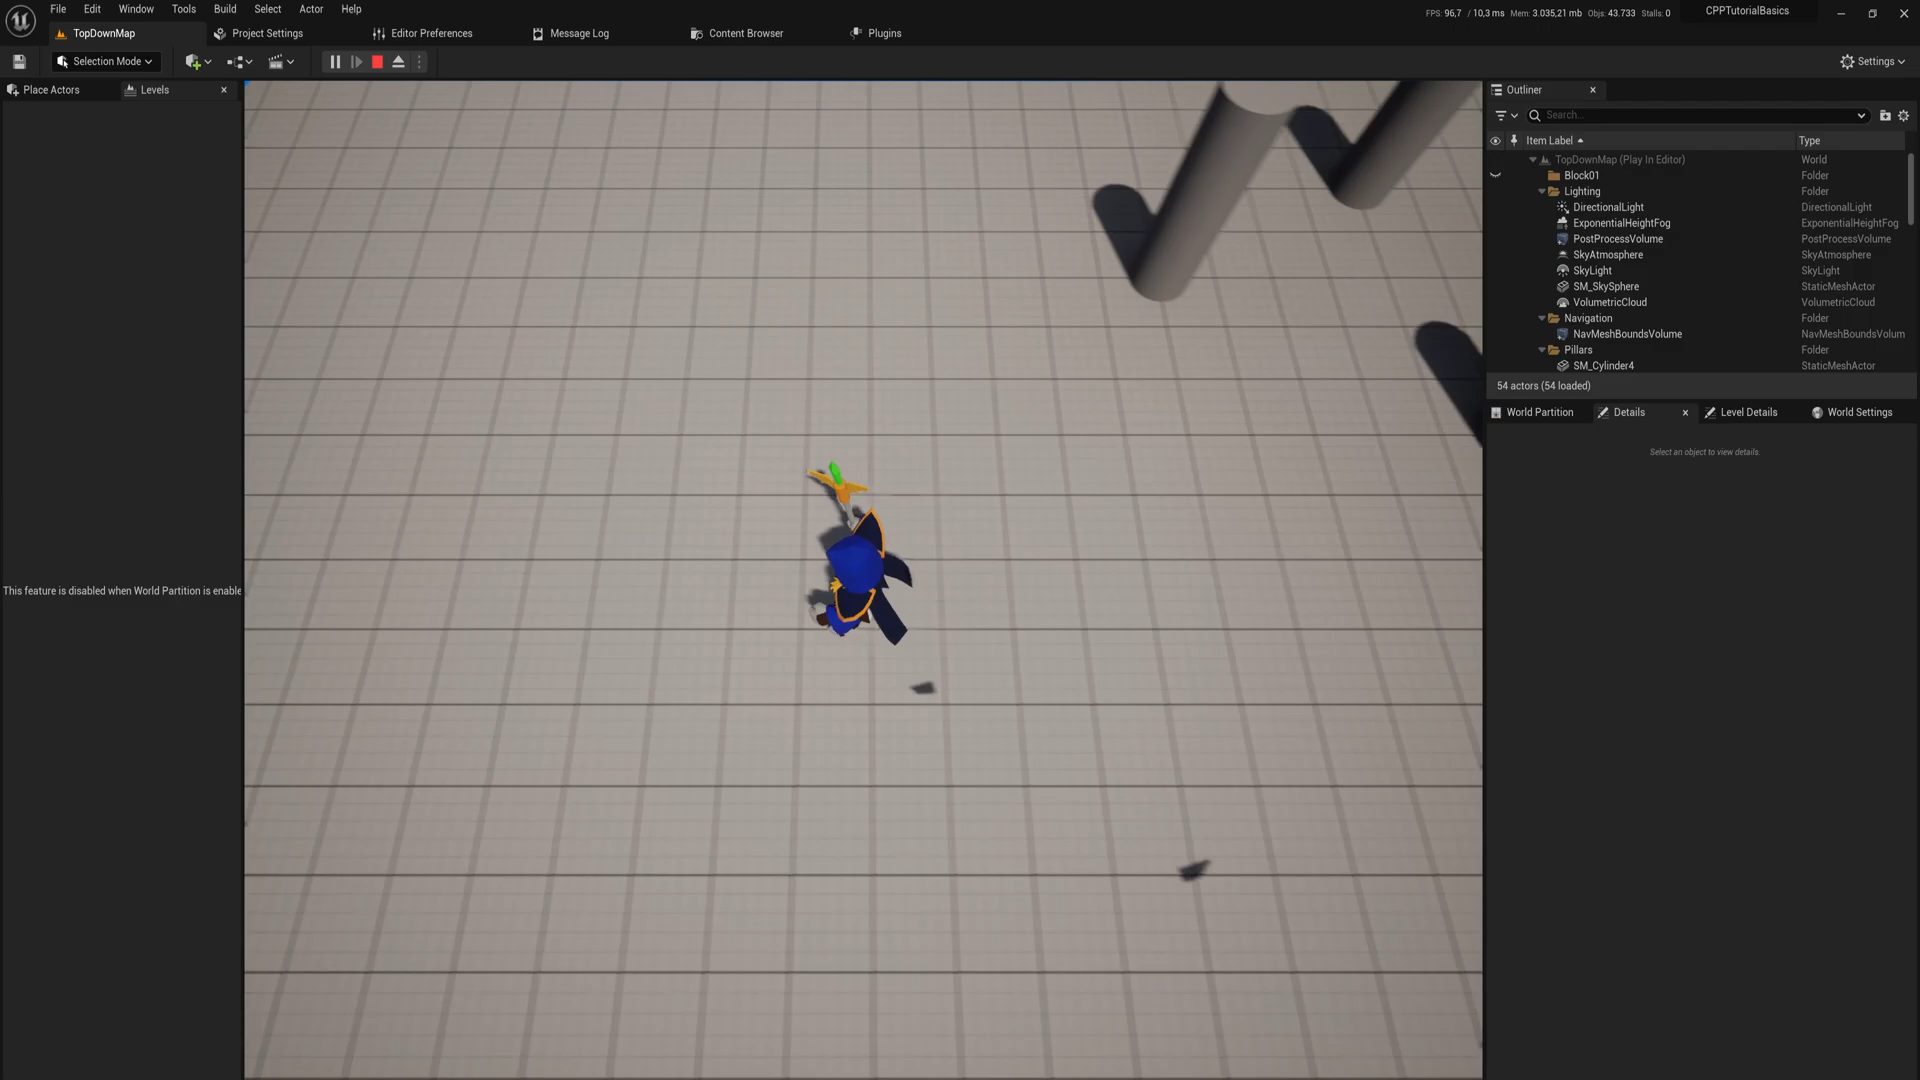 File Edit Window Tools Build Select Actor Help
FPS: 96,7 / 10,3 ms Mem: 3.035,21 mb Objs: 43.733 Stalls: 0
CPPTutorialBasics
TopDownMap
Project Settings
Editor Preferences
Message Log
Content Browser
Plugins
Selection Mode
Settings
Place Actors
Levels
This feature is disabled when World Partition is enable
Outliner
Search...
Item Label Type
TopDownMap (Play In Editor) World
Block01 Folder
Lighting Folder
DirectionalLight DirectionalLight
ExponentialHeightFog ExponentialHeightFog
PostProcessVolume PostProcessVolume
SkyAtmosphere SkyAtmosphere
SkyLight SkyLight
SM_SkySphere StaticMeshActor
VolumetricCloud VolumetricCloud
Navigation Folder
NavMeshBoundsVolume NavMeshBoundsVolum
Pillars Folder
SM_Cylinder4 StaticMeshActor
54 actors (54 loaded)
World Partition
Details
Level Details
World Settings
Select an object to view details.